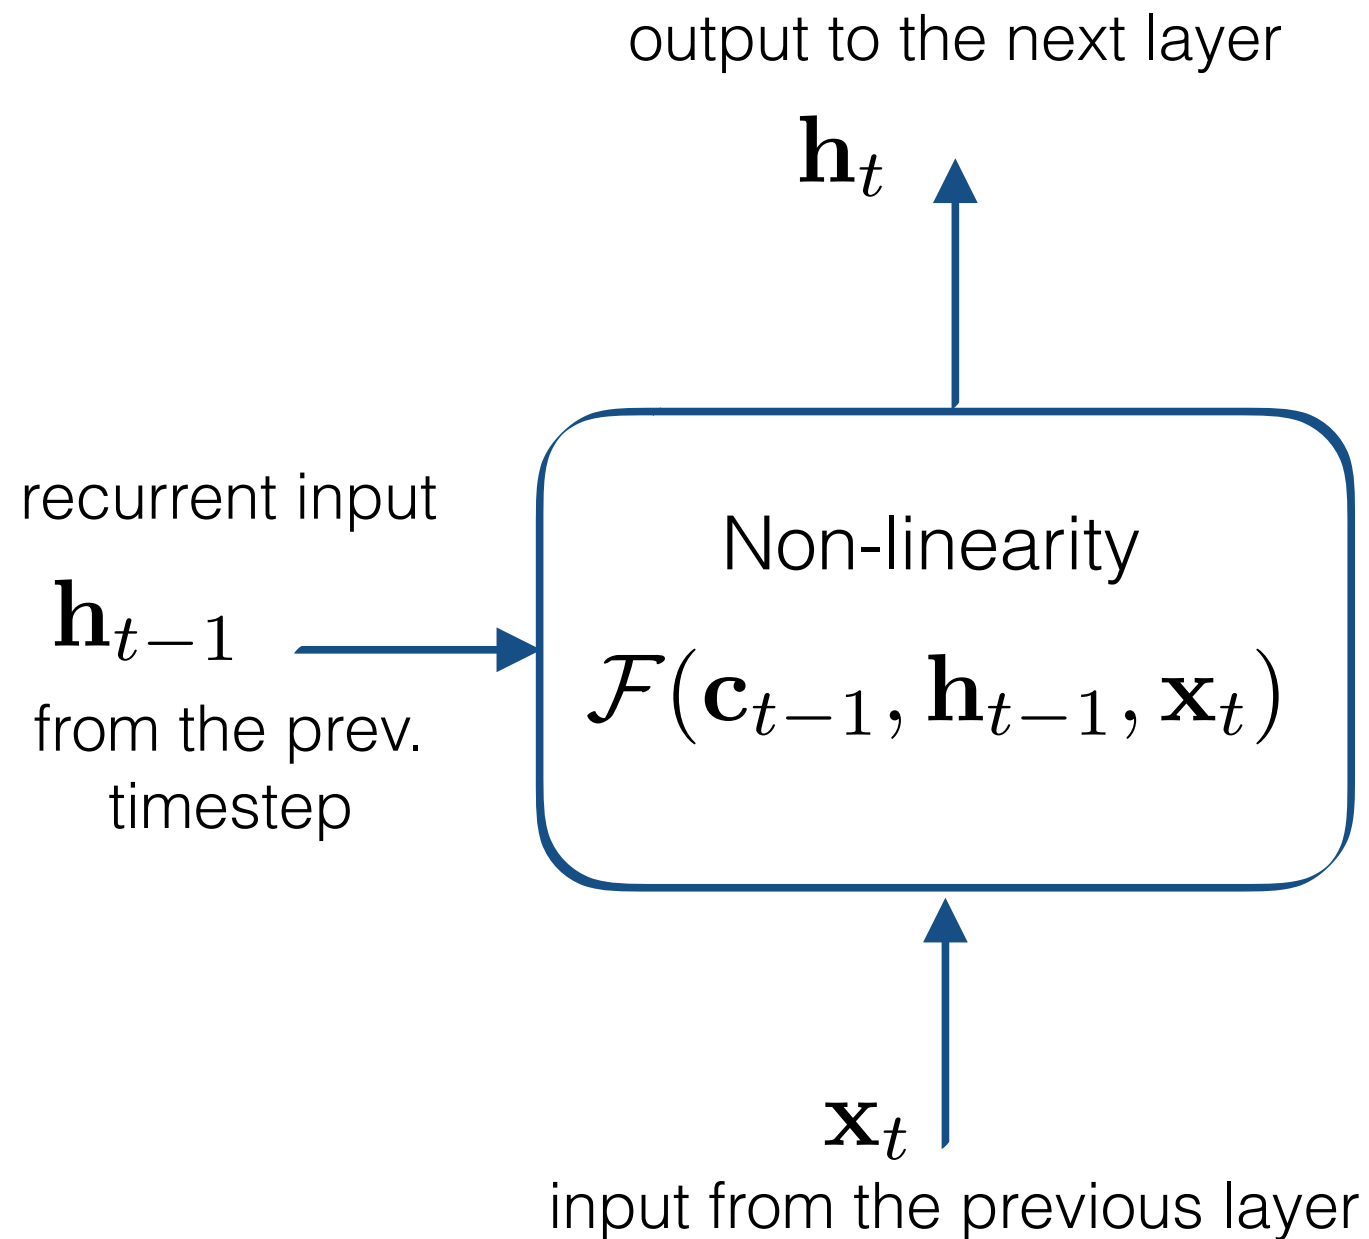 output to the next layer
h_t
recurrent input
h_{t-1}
from the prev.
timestep
Non-linearity
F(c_{t-1}, h_{t-1}, x_t)
x_t
input from the previous layer